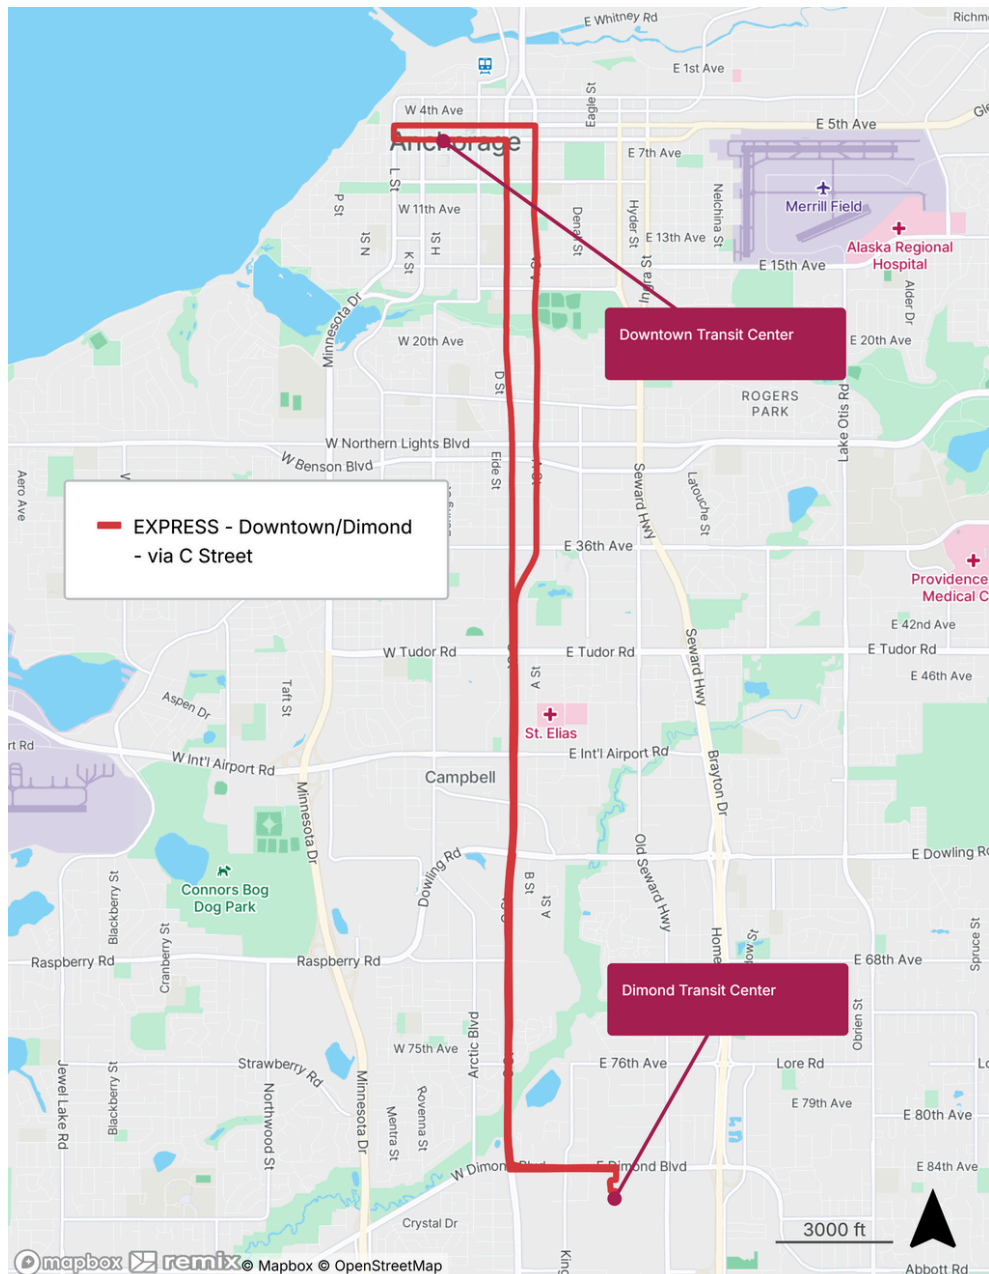 E Whitney Rd
Richm
E 1st Ave
Eagle St
W 4th Ave
E 5th Ave
Gle
Anchorage
E 7th Ave
Merrill Field
L St
P St
Nelchina St
W 11th Ave
Denali St
Hyder St
E 13th Ave
Alaska Regional
Hospital
N St
K St
H St
A St
Ingra St
E 15th Ave
Alder Dr
Minnesota Dr
Downtown Transit Center
W 20th Ave
E 20th Ave
D St
ROGERS
PARK
Lake Otis Rd
W Northern Lights Blvd
W Benson Blvd
Aero Ave
Eide St
A St
Seward Hwy
Latouche St
EXPRESS - Downtown/Dimond
- via C Street
E 36th Ave
Providence
Medical C
E 42nd Ave
W Tudor Rd
E Tudor Rd
E Tudor Rd
Seward Hwy
A St
E 46th Ave
Taft St
Aspen Dr
St. Elias
rt Rd
W Int'l Airport Rd
E Int'l Airport Rd
Campbell
Brayton Dr
Minnesota Dr
Dowling Rd
Old Seward Hwy
E Dowling Rd
Connors Bog
Dog Park
B St
A St
Blackberry St
Cranberry St
Home
Spruce St
Raspberry Rd
Raspberry Rd
E 68th Ave
Dimond Transit Center
Obrien St
W 75th Ave
Arctic Blvd
E 76th Ave
Lore Rd
Strawberry Rd
Jewel Lake Rd
Blackberry St
Northwood St
Minnesota Dr
Rovenna St
Mentra St
E 79th Ave
E 80th Ave
W Dimond Blvd
E Dimond Blvd
E 84th Ave
Crystal Dr
King
3000 ft
Abbott Rd
mapbox remix © Mapbox © OpenStreetMap